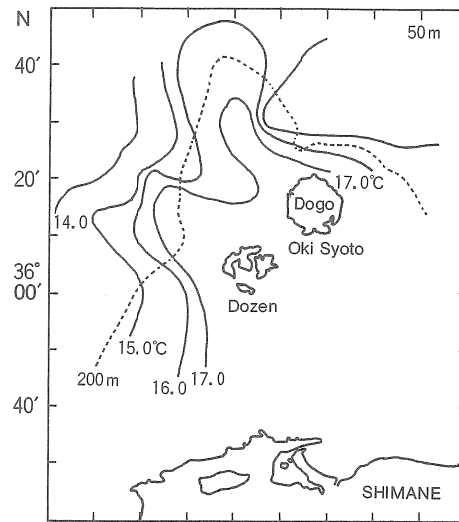 N
50m
40′
20′
14.0
17.0℃
Dogo
Oki Syoto
36°
00′
Dozen
15.0℃
200m
16.0
17.0
40′
SHIMANE